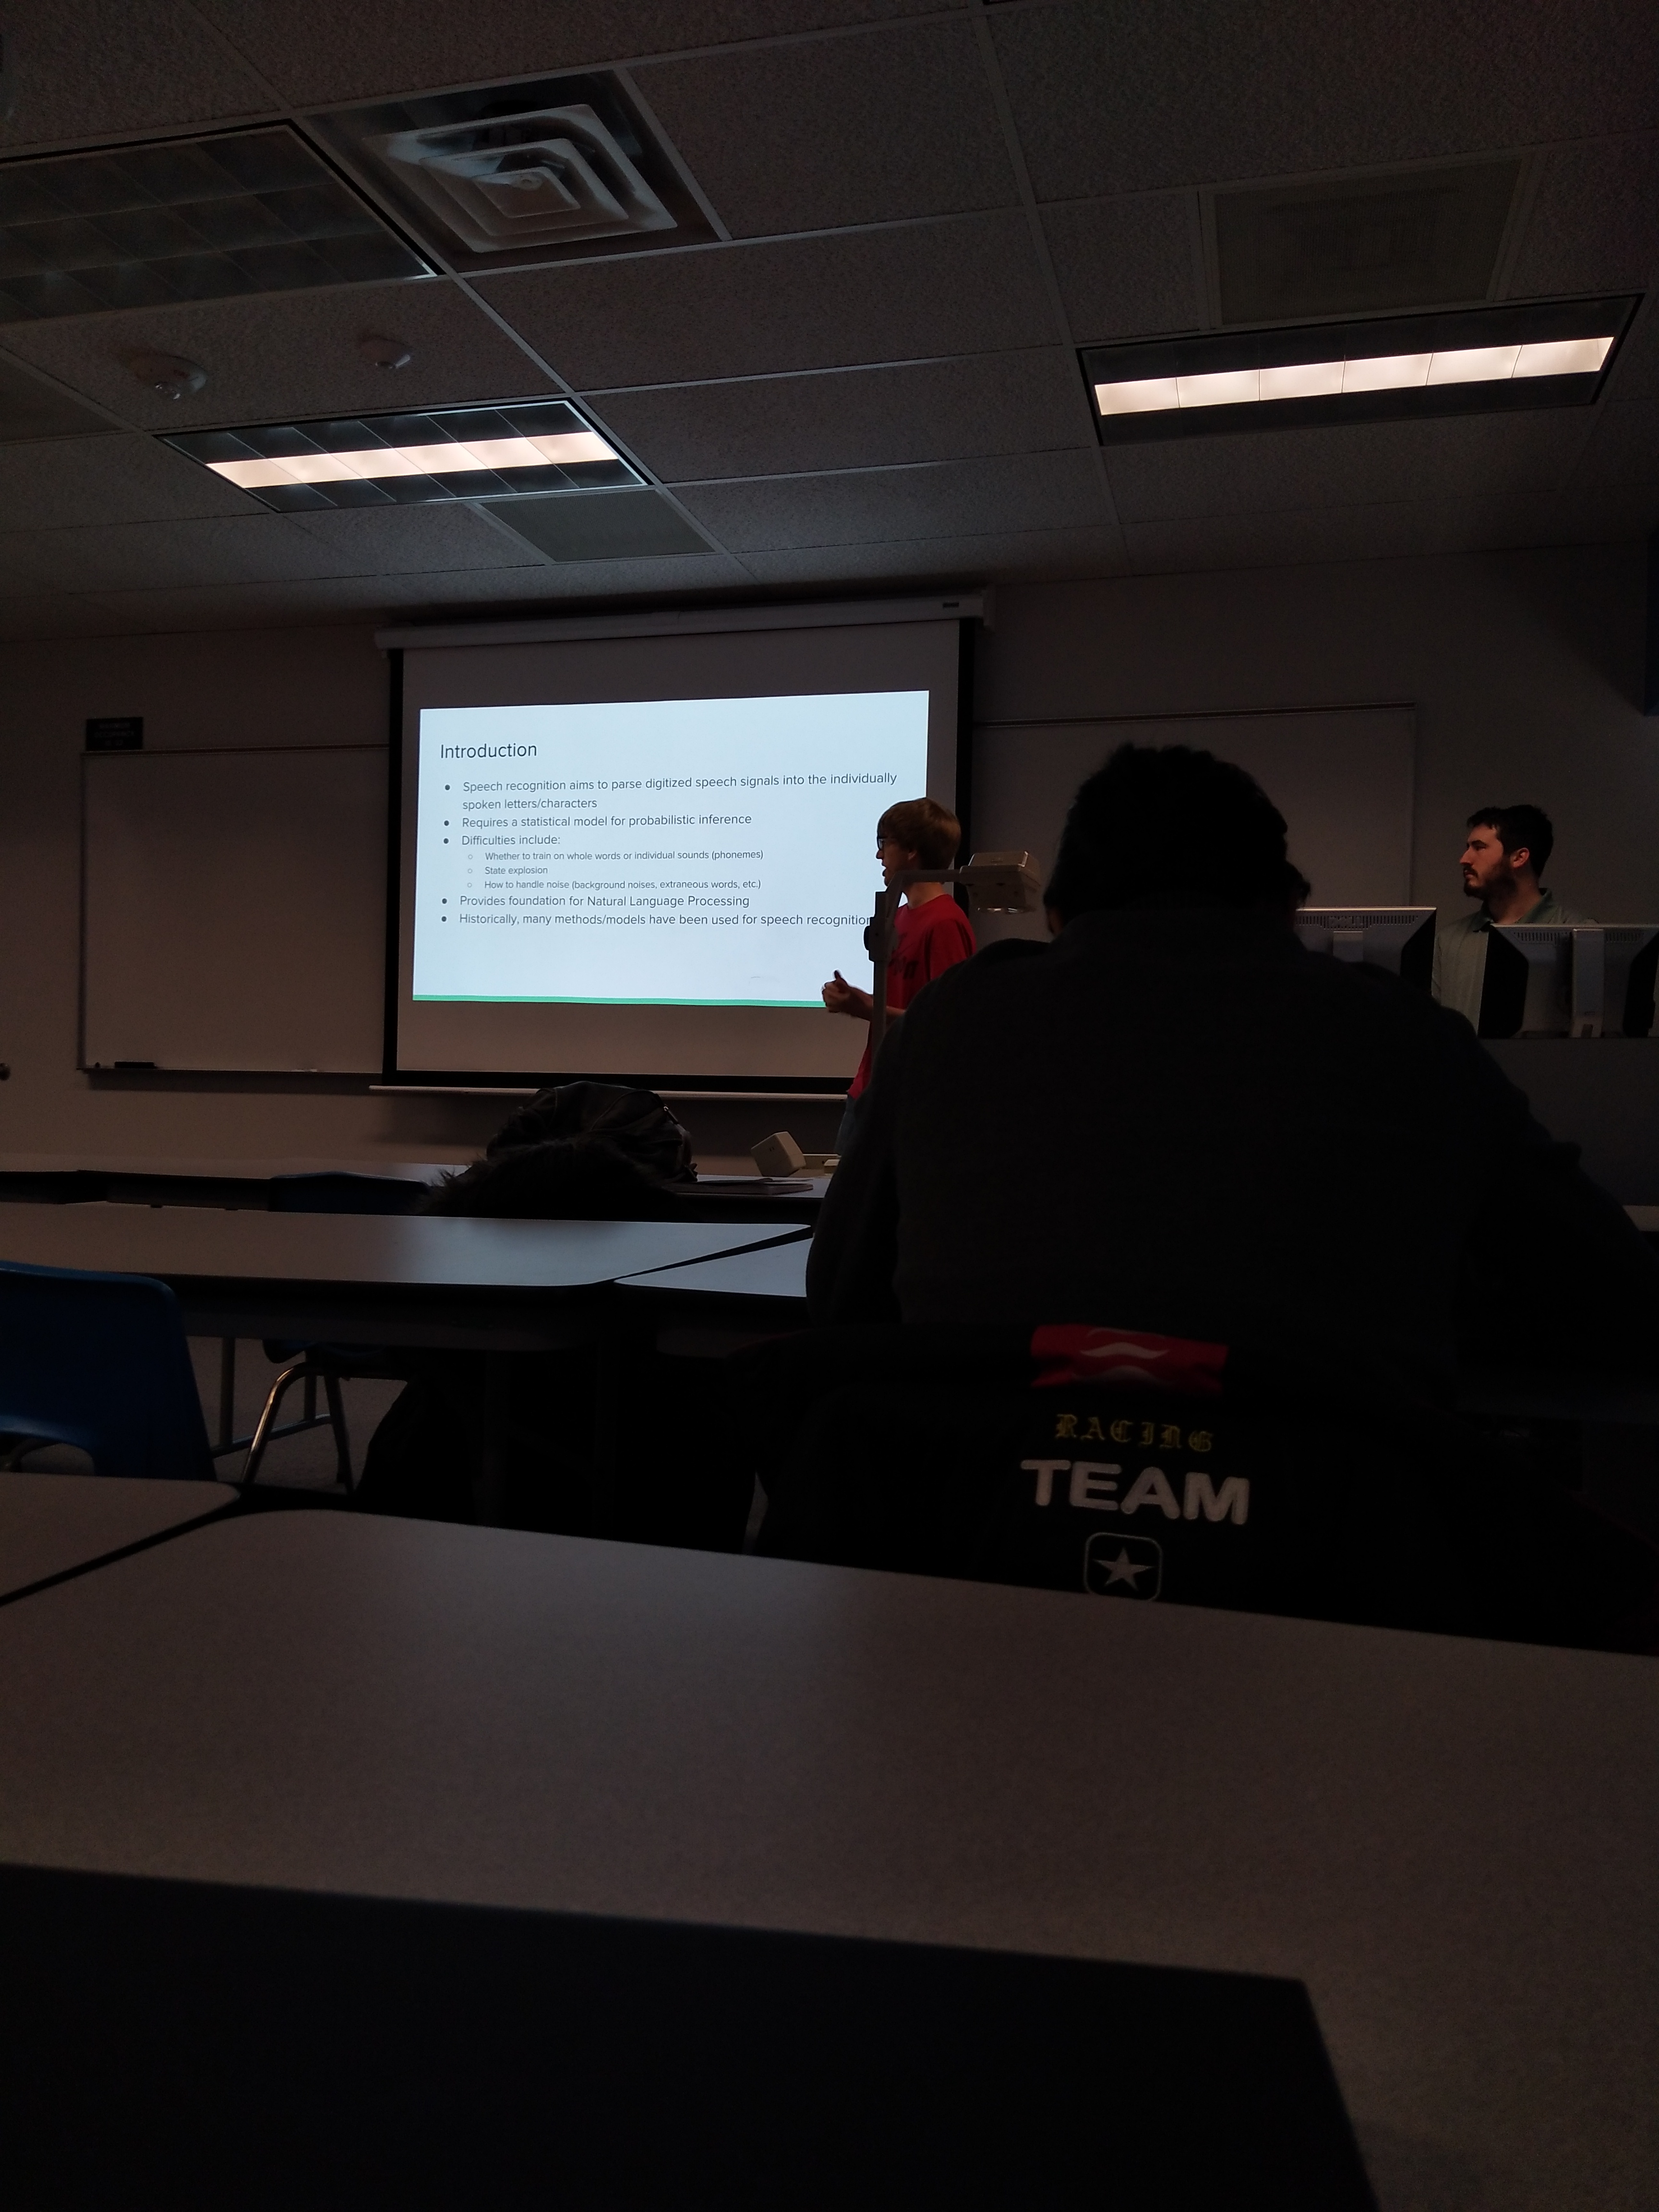 Introduction
● Speech recognition aims to parse digitized speech signals into the individually
spoken letters/characters
● Requires a statistical model for probabilistic inference
● Difficulties include:
○ Whether to train on whole words or individual sounds (phonemes)
○ State explosion
○ How to handle noise (background noises, extraneous words, etc.)
● Provides foundation for Natural Language Processing
● Historically, many methods/models have been used for speech recognition
RACING
TEAM